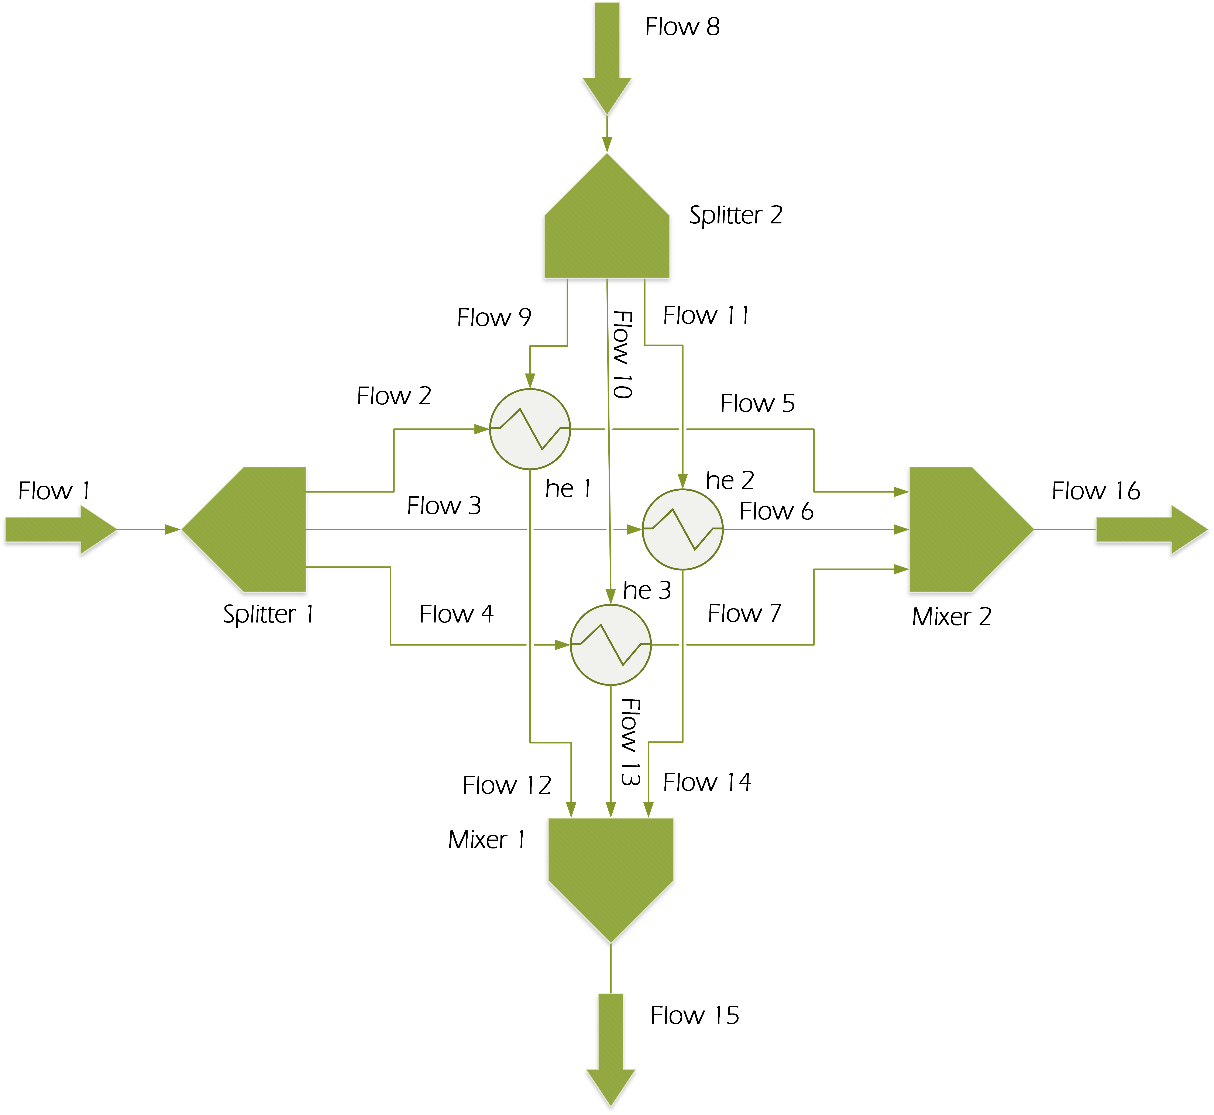 Flow 8
Splitter 2
Flow 9
Flow 10
Flow 11
Flow 2
Flow 5
he 1
he 2
Flow 1
Flow 3
Flow 6
Flow 16
he 3
Splitter 1
Flow 4
Flow 7
Mixer 2
Flow 13
Flow 12
Flow 14
Mixer 1
Flow 15